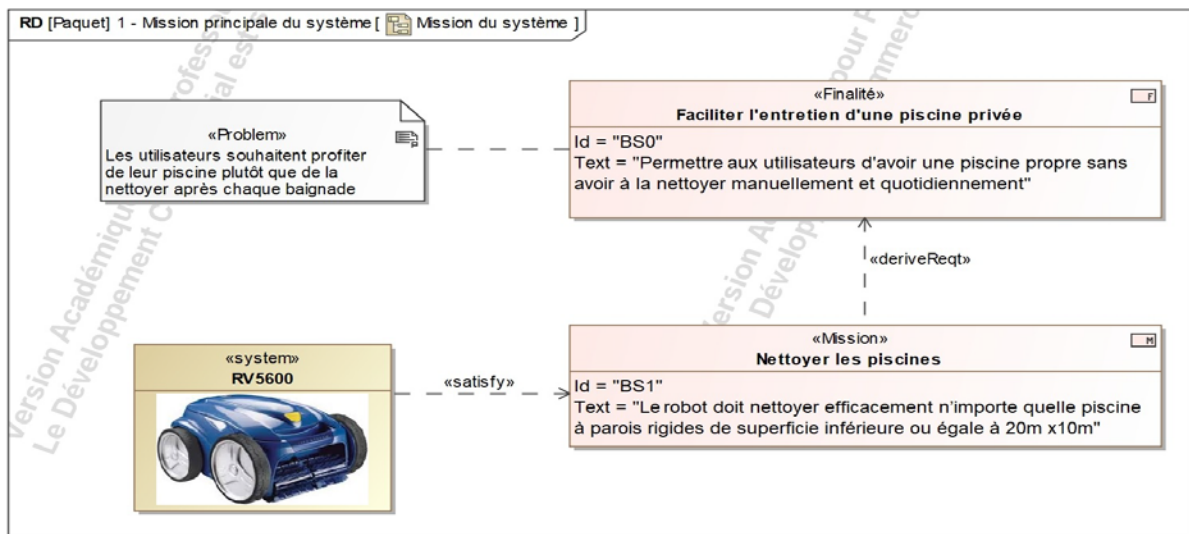 RD [Paquet] 1 - Mission principale du système [ Mission du système ]
«Problem»
Les utilisateurs souhaitent profiter
de leur piscine plutôt que de la
nettoyer après chaque baignade
«Finalité»
F
Faciliter l'entretien d'une piscine privée
Id = "BS0"
Text = "Permettre aux utilisateurs d'avoir une piscine propre sans
avoir à la nettoyer manuellement et quotidiennement"
«deriveReqt»
«system»
RV5600
«satisfy»
«Mission»
M
Nettoyer les piscines
Id = "BS1"
Text = "Le robot doit nettoyer efficacement n'importe quelle piscine
à parois rigides de superficie inférieure ou égale à 20m x10m"
Version Académique
Le Développement